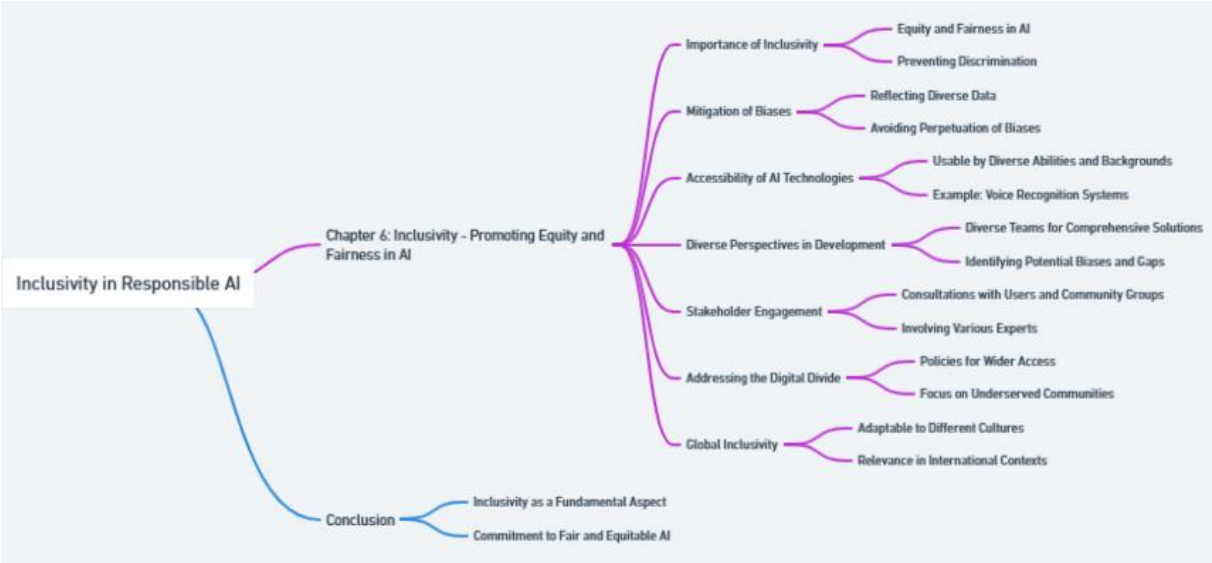 Inclusivity in Responsible AI
Chapter 6: Inclusivity - Promoting Equity and
Fairness in AI
Importance of Inclusivity
Equity and Fairness in AI
Preventing Discrimination
Mitigation of Biases
Reflecting Diverse Data
Avoiding Perpetuation of Biases
Accessibility of AI Technologies
Usable by Diverse Abilities and Backgrounds
Example: Voice Recognition Systems
Diverse Perspectives in Development
Diverse Teams for Comprehensive Solutions
Identifying Potential Biases and Gaps
Stakeholder Engagement
Consultations with Users and Community Groups
Involving Various Experts
Addressing the Digital Divide
Policies for Wider Access
Focus on Underserved Communities
Global Inclusivity
Adaptable to Different Cultures
Relevance in International Contexts
Conclusion
Inclusivity as a Fundamental Aspect
Commitment to Fair and Equitable AI